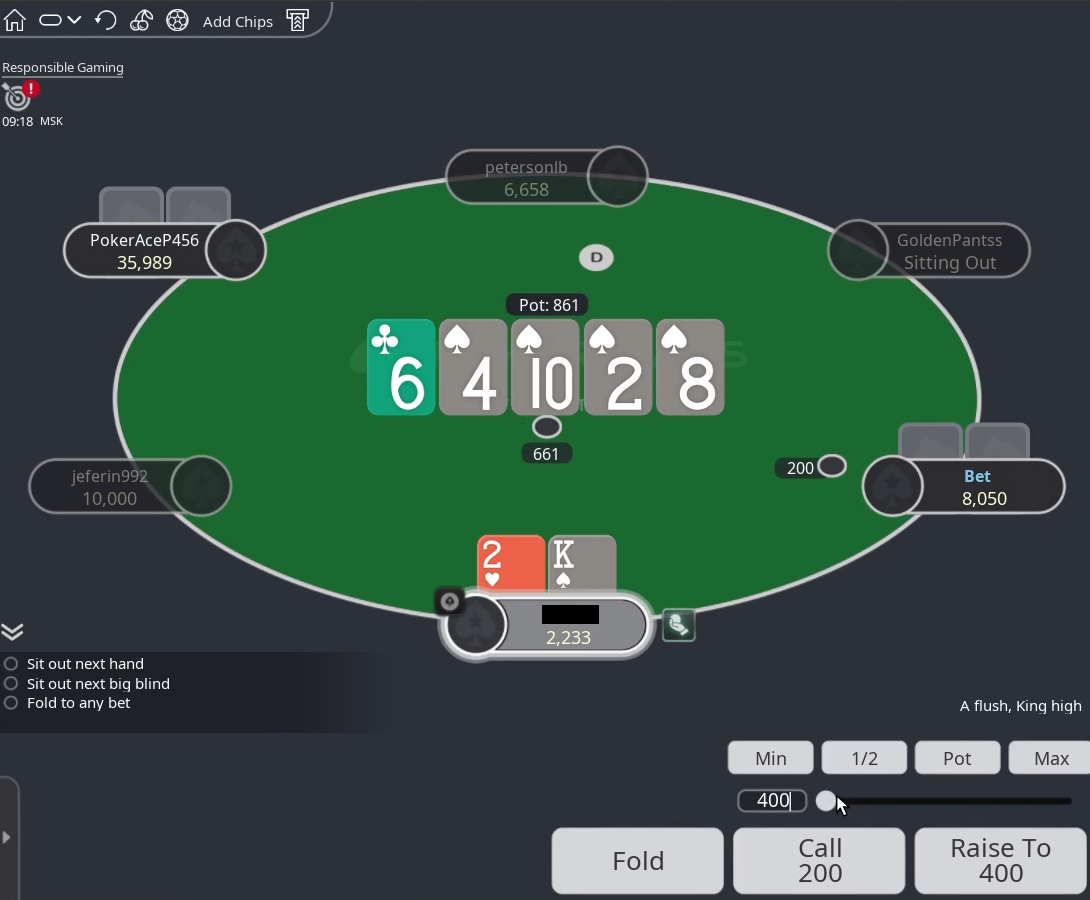 Add Chips
Responsible Gaming
!
09:18 MSK
petersonlb
6,658
PokerAceP456
35,989
GoldenPantss
Sitting Out
D
Pot: 861
6 4 10 2 8
661
jeferin992
10,000
200
Bet
8,050
2 K
2,233
Sit out next hand
Sit out next big blind
Fold to any bet
A flush, King high
Min 1/2 Pot Max
400
Fold
Call
200
Raise To
400